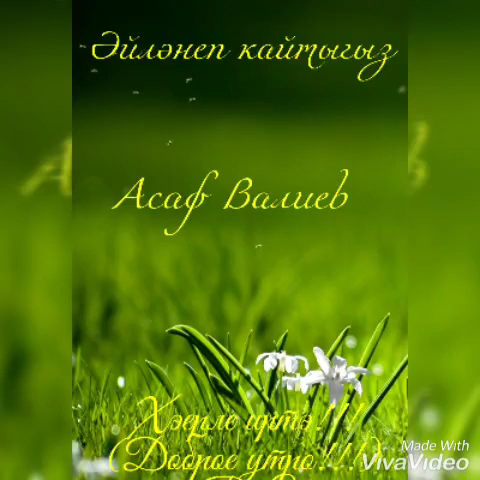 Әйләнеп кайтыгыз
Асаф Валиев
Хәерле иртә!!!
(Доброе утро!!!)
Made With
VivaVideo